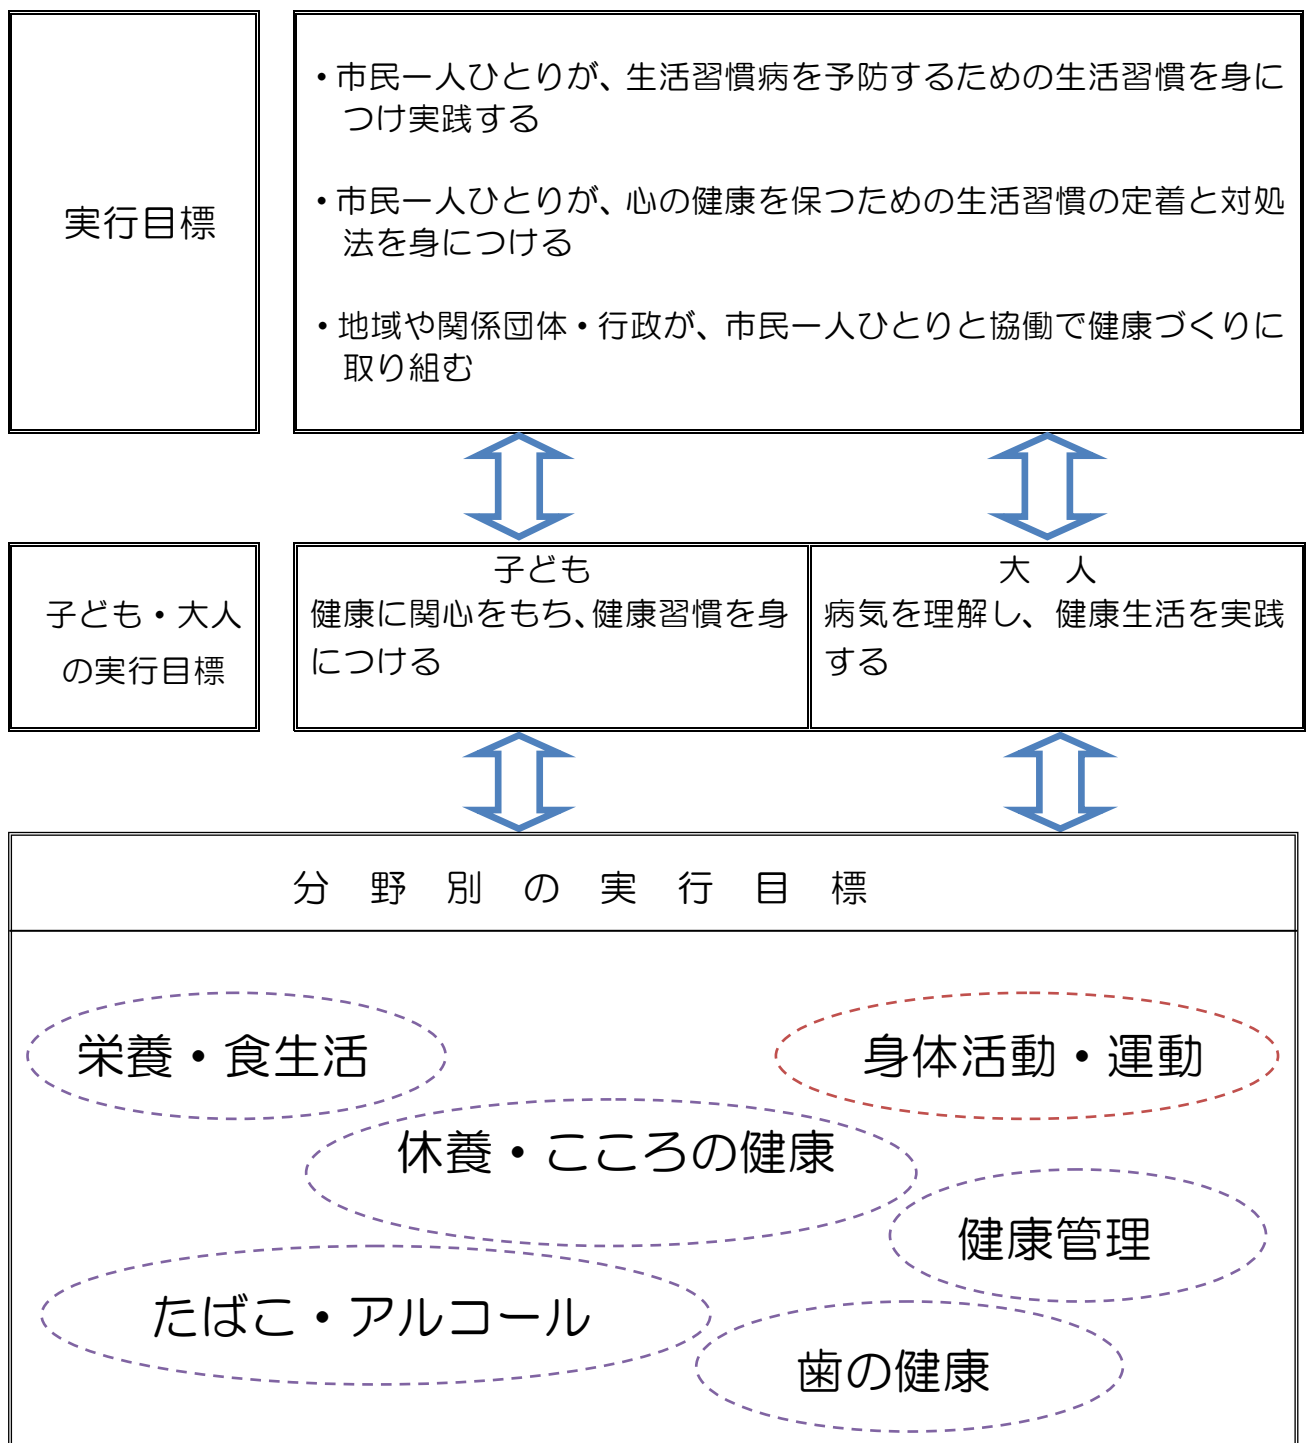 実行目標
・市民一人ひとりが、生活習慣病を予防するための生活習慣を身に
つけ実践する
・市民一人ひとりが、心の健康を保つための生活習慣の定着と対処
法を身につける
・地域や関係団体・行政が、市民一人ひとりと協働で健康づくりに
取り組む
子ども・大人
の実行目標
子ども
健康に関心をもち、健康習慣を身
につける
大　人
病気を理解し、健康生活を実践
する
分　野　別　の　実　行　目　標
栄養・食生活
身体活動・運動
休養・こころの健康
健康管理
たばこ・アルコール
歯の健康